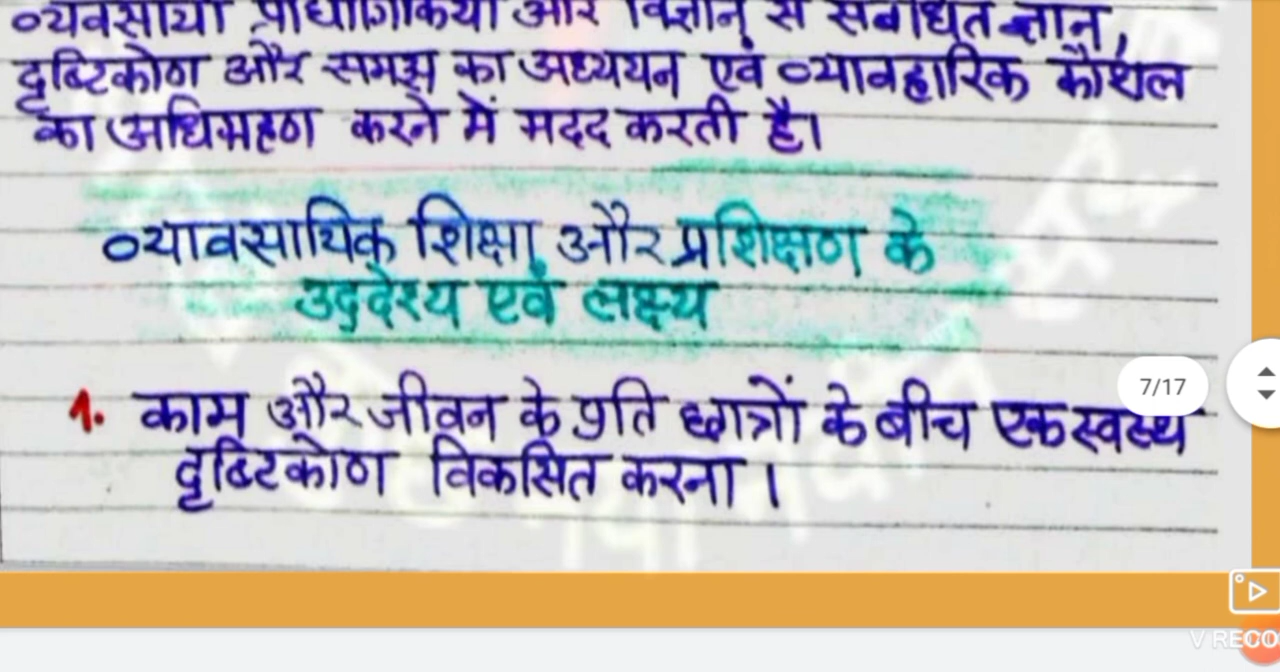 व्यवसायों प्रौद्योगिकियों और विज्ञान से संबंधित ज्ञान,
दृष्टिकोण और समझ का अध्ययन एवं व्यावहारिक कौशल
का अधिग्रहण करने में मदद करती है।
व्यावसायिक शिक्षा और प्रशिक्षण के
उद्देश्य एवं लक्ष्य
1. काम और जीवन के प्रति छात्रों के बीच एक स्वस्थ
दृष्टिकोण विकसित करना।
7/17
V RECO